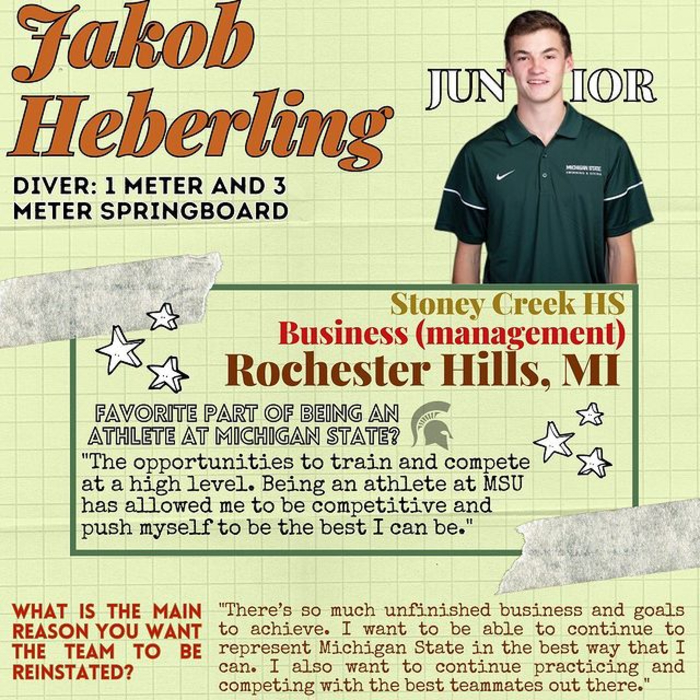 Jakob
Heberling
JUNIOR
DIVER: 1 METER AND 3
METER SPRINGBOARD
MICHIGAN STATE
SWIMMING & DIVING
Stoney Creek HS
Business (management)
Rochester Hills, MI
FAVORITE PART OF BEING AN
ATHLETE AT MICHIGAN STATE?
"The opportunities to train and compete
at a high level. Being an athlete at MSU
has allowed me to be competitive and
push myself to be the best I can be."
WHAT IS THE MAIN
REASON YOU WANT
THE TEAM TO BE
REINSTATED?
"There's so much unfinished business and goals
to achieve. I want to be able to continue to
represent Michigan State in the best way that I
can. I also want to continue practicing and
competing with the best teammates out there."